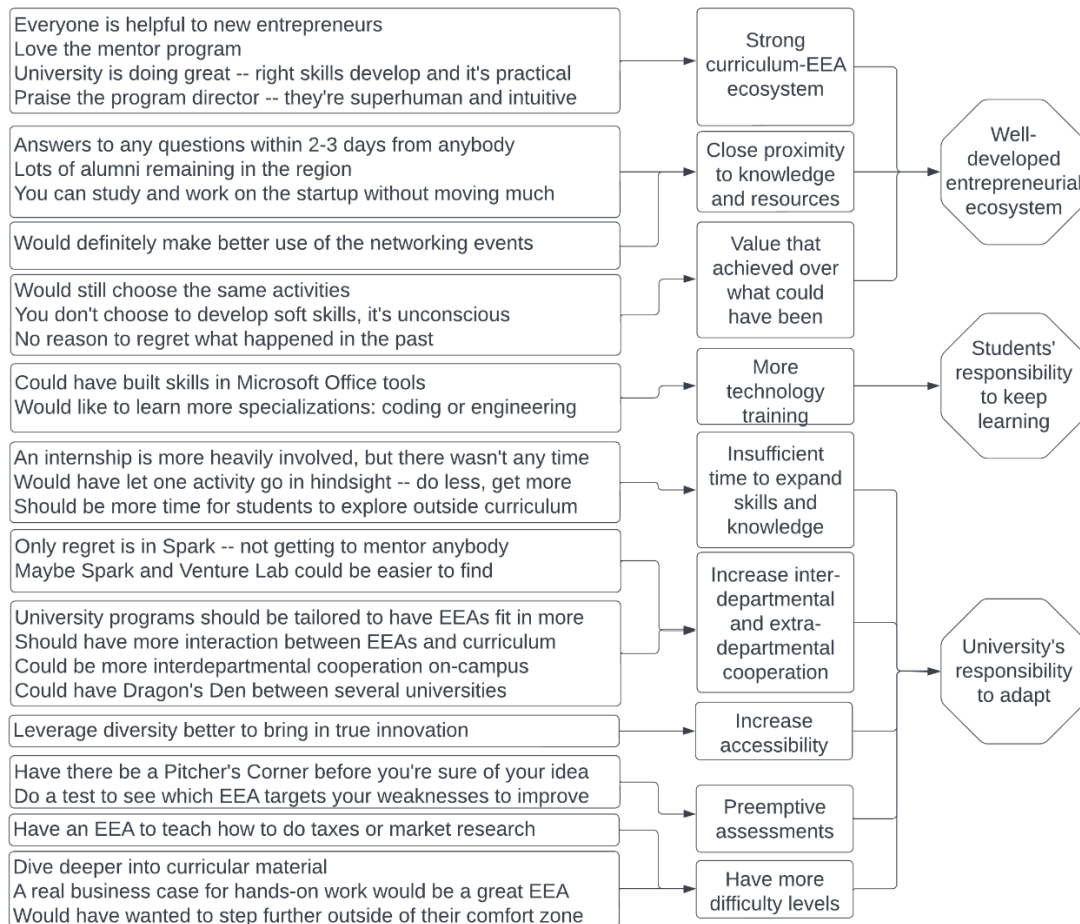 Everyone is helpful to new entrepreneurs
Love the mentor program
University is doing great -- right skills develop and it's practical
Praise the program director -- they're superhuman and intuitive
Answers to any questions within 2-3 days from anybody
Lots of alumni remaining in the region
You can study and work on the startup without moving much
Would definitely make better use of the networking events
Would still choose the same activities
You don't choose to develop soft skills, it's unconscious
No reason to regret what happened in the past
Could have built skills in Microsoft Office tools
Would like to learn more specializations: coding or engineering
An internship is more heavily involved, but there wasn't any time
Would have let one activity go in hindsight -- do less, get more
Should be more time for students to explore outside curriculum
Only regret is in Spark -- not getting to mentor anybody
Maybe Spark and Venture Lab could be easier to find
University programs should be tailored to have EEAs fit in more
Should have more interaction between EEAs and curriculum
Could be more interdepartmental cooperation on-campus
Could have Dragon's Den between several universities
Leverage diversity better to bring in true innovation
Have there be a Pitcher's Corner before you're sure of your idea
Do a test to see which EEA targets your weaknesses to improve
Have an EEA to teach how to do taxes or market research
Dive deeper into curricular material
A real business case for hands-on work would be a great EEA
Would have wanted to step further outside of their comfort zone
Strong
curriculum-EEA
ecosystem
Close proximity
to knowledge
and resources
Value that
achieved over
what could
have been
More
technology
training
Insufficient
time to expand
skills and
knowledge
Increase inter-
departmental
and extra-
departmental
cooperation
Increase
accessibility
Preemptive
assessments
Have more
difficulty levels
Well-
developed
entrepreneurial
ecosystem
Students'
responsibility
to keep
learning
University's
responsibility
to adapt